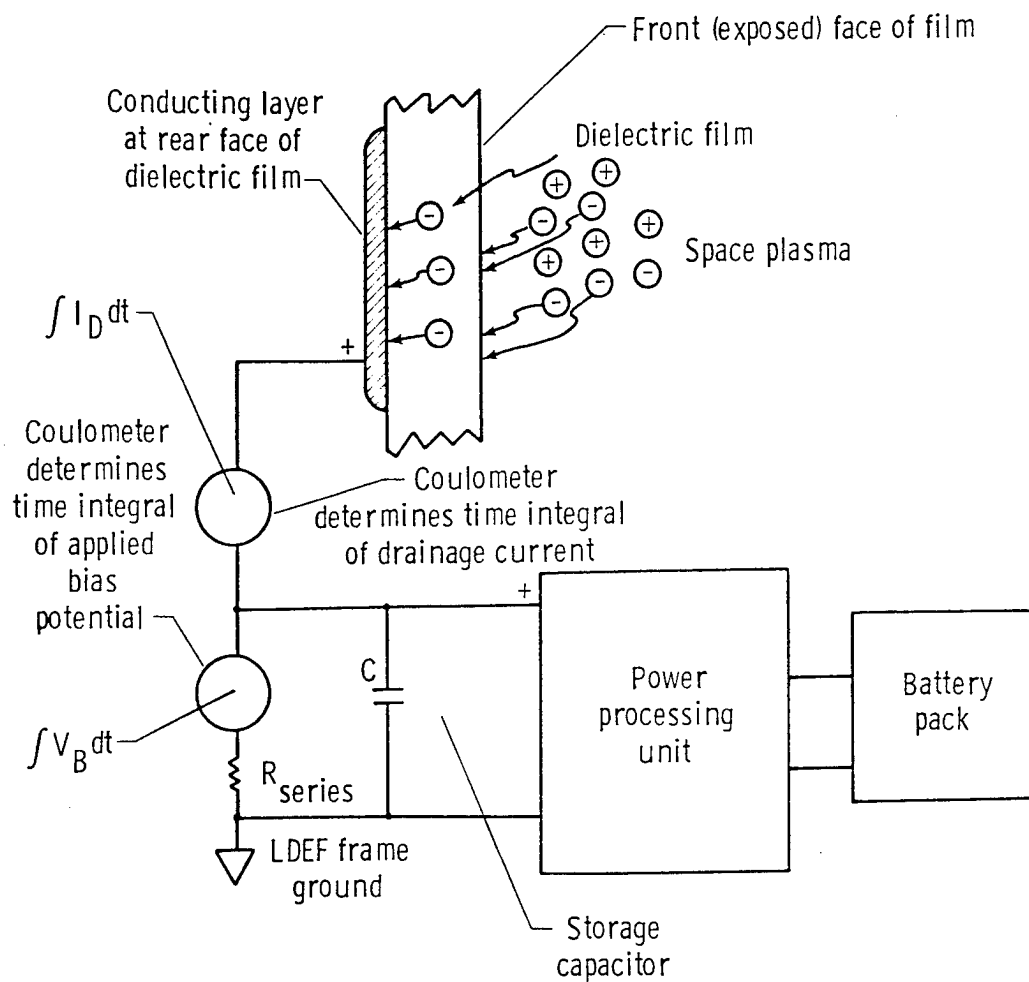 Front (exposed) face of film
Conducting layer
at rear face of
dielectric film
Dielectric film
+
+
-
-
-
+
-
+
+
Space plasma
+
-
-
-
-
-
∫ I_D dt
+
Coulometer
determines
time integral
of applied
bias
potential
Coulometer
determines time integral
of drainage current
+
C
Power
processing
unit
Battery
pack
∫ V_B dt
R_series
LDEF frame
ground
Storage
capacitor